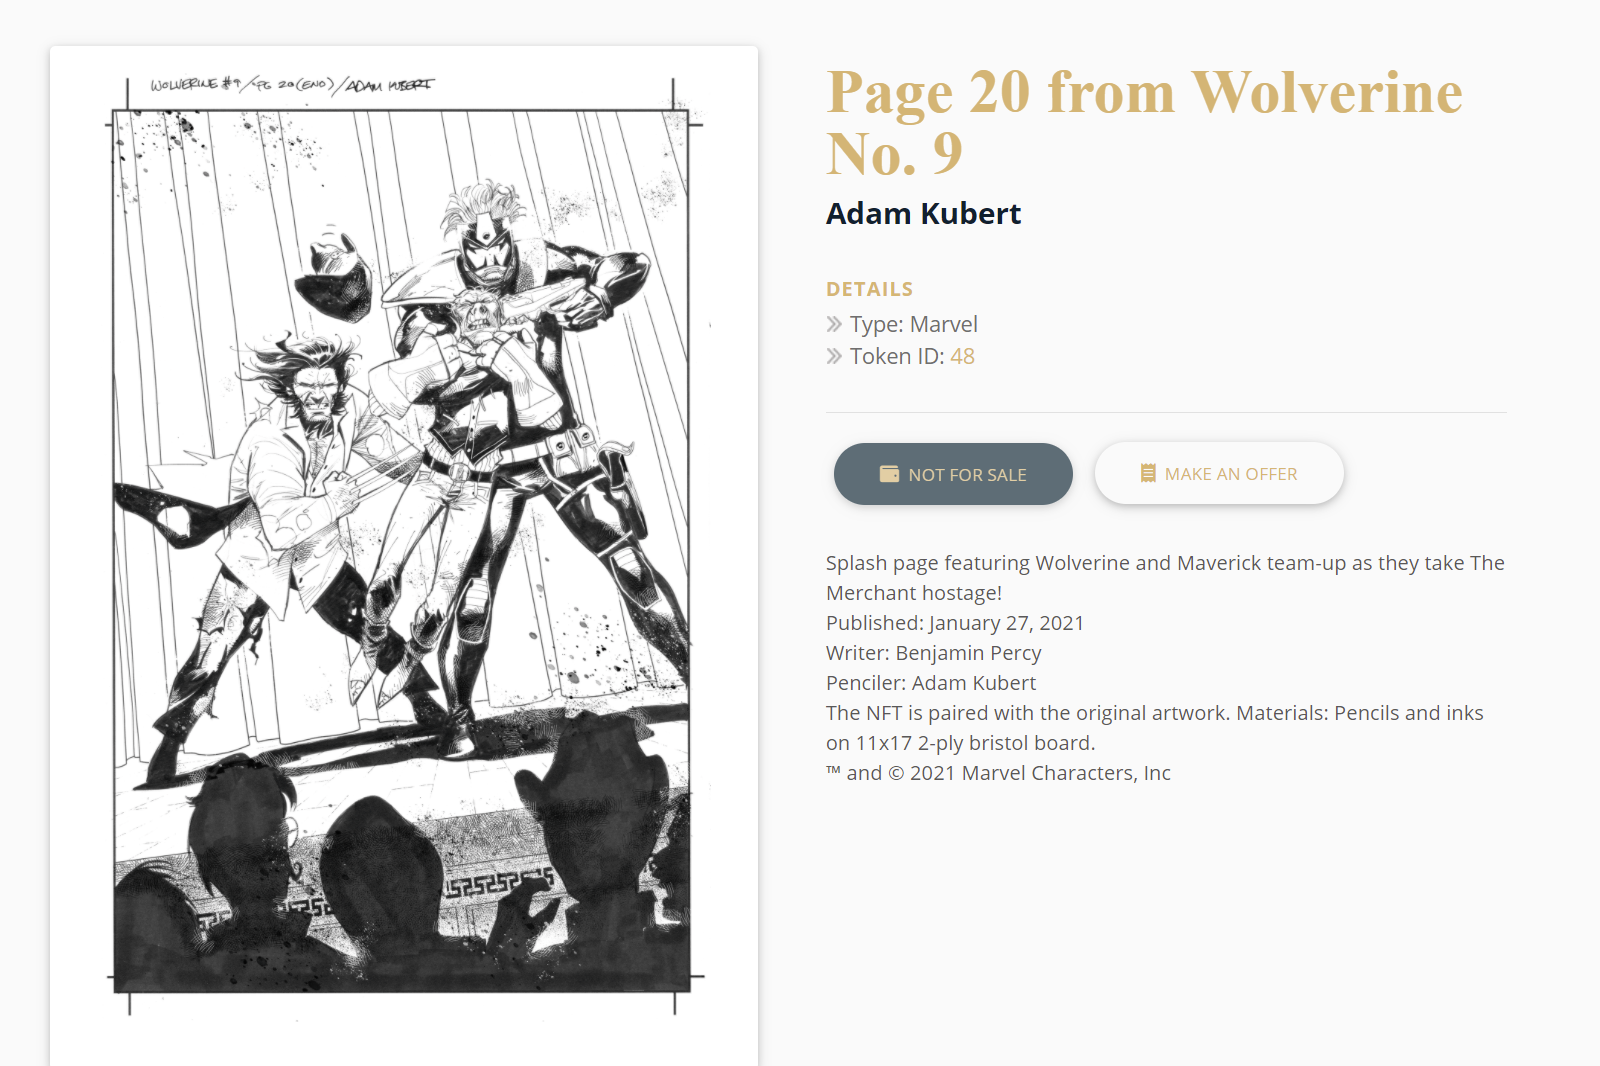 WOLVERINE #9/PG 20(END)/ADAM KUBERT
Page 20 from Wolverine
No. 9
Adam Kubert
DETAILS
Type: Marvel
Token ID: 48
NOT FOR SALE
MAKE AN OFFER
Splash page featuring Wolverine and Maverick team-up as they take The
Merchant hostage!
Published: January 27, 2021
Writer: Benjamin Percy
Penciler: Adam Kubert
The NFT is paired with the original artwork. Materials: Pencils and inks
on 11x17 2-ply bristol board.
™ and © 2021 Marvel Characters, Inc